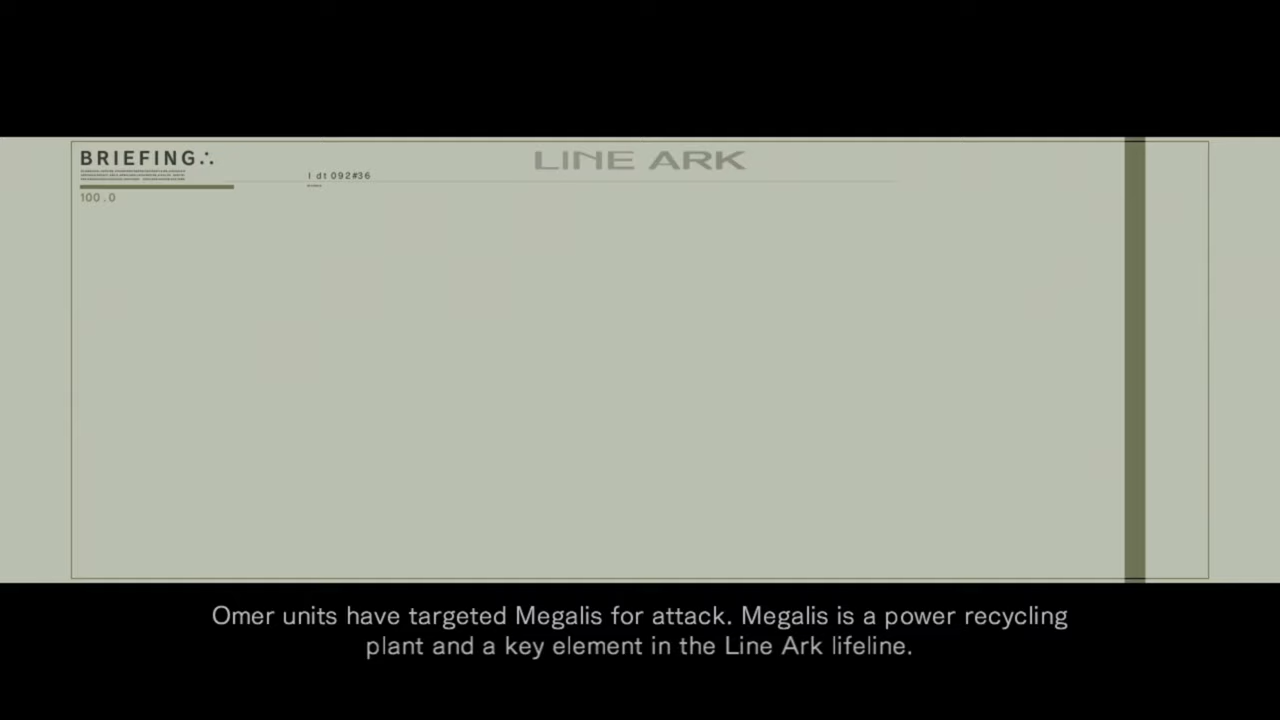 BRIEFING∴
LINE ARK
I dt 092#36
100.0
Omer units have targeted Megalis for attack. Megalis is a power recycling
plant and a key element in the Line Ark lifeline.